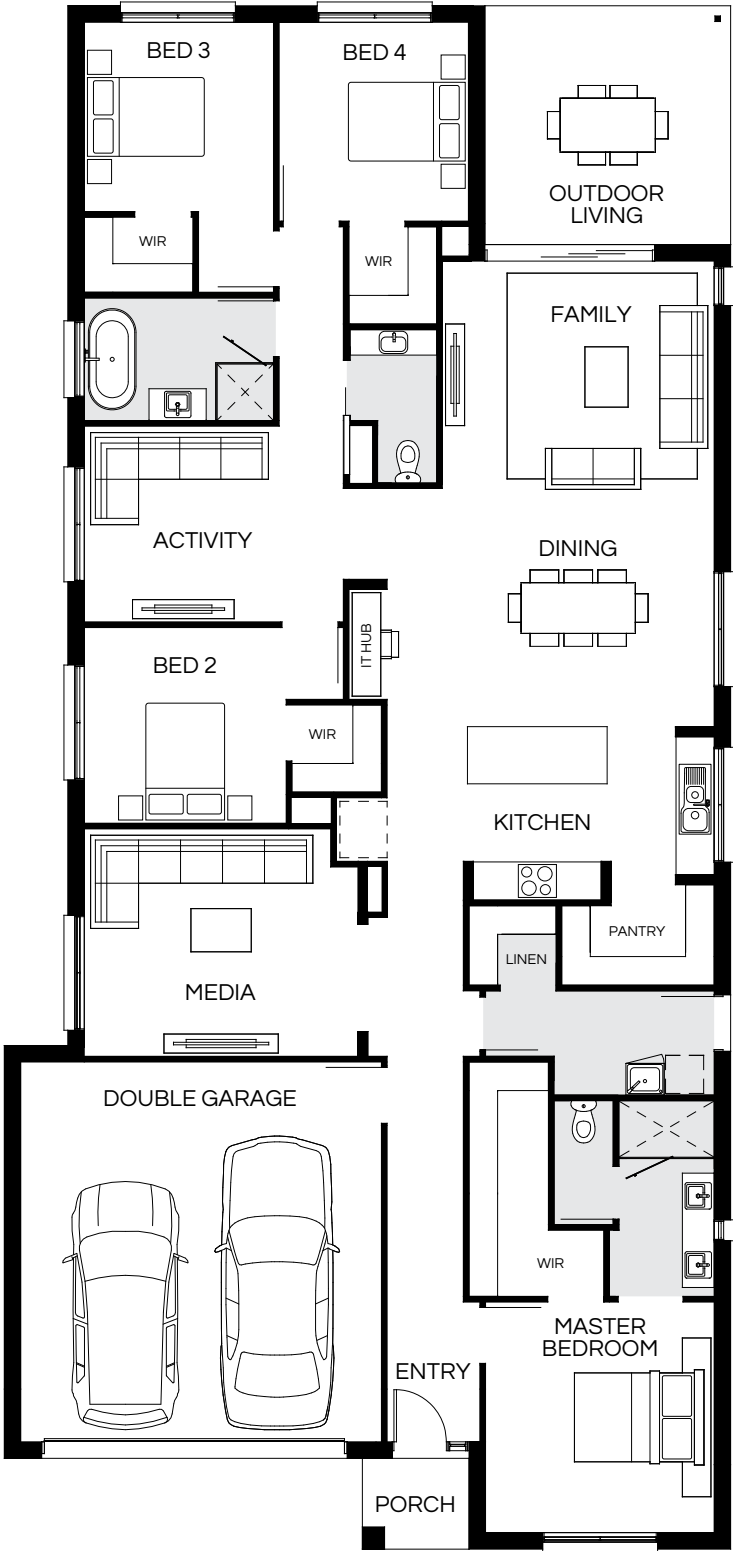 BED 3
BED 4
OUTDOOR
LIVING
WIR
WIR
FAMILY
ACTIVITY
DINING
IT HUB
BED 2
WIR
KITCHEN
PANTRY
LINEN
MEDIA
DOUBLE GARAGE
WIR
MASTER
BEDROOM
ENTRY
PORCH